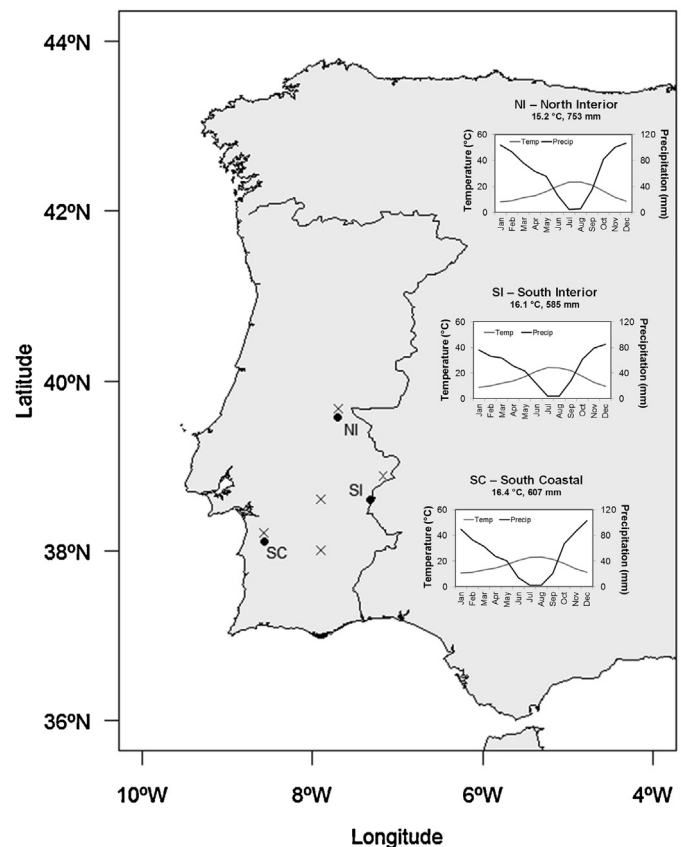 44ºN
42ºN
40ºN
38ºN
36ºN
Latitude
10ºW
8ºW
6ºW
4ºW
Longitude
NI
SI
SC
NI – North Interior
15.2 °C, 753 mm
Temperature (°C)
Precipitation (mm)
Temp
Precip
60
40
20
0
120
80
40
0
Jan
Feb
Mar
Apr
May
Jun
Jul
Aug
Sep
Oct
Nov
Dec
SI – South Interior
16.1 °C, 585 mm
Temperature (°C)
Precipitation (mm)
Temp
Precip
60
40
20
0
120
80
40
0
Jan
Feb
Mar
Apr
May
Jun
Jul
Aug
Sep
Oct
Nov
Dec
SC – South Coastal
16.4 °C, 607 mm
Temperature (°C)
Precipitation (mm)
Temp
Precip
60
40
20
0
120
80
40
0
Jan
Feb
Mar
Apr
May
Jun
Jul
Aug
Sep
Oct
Nov
Dec